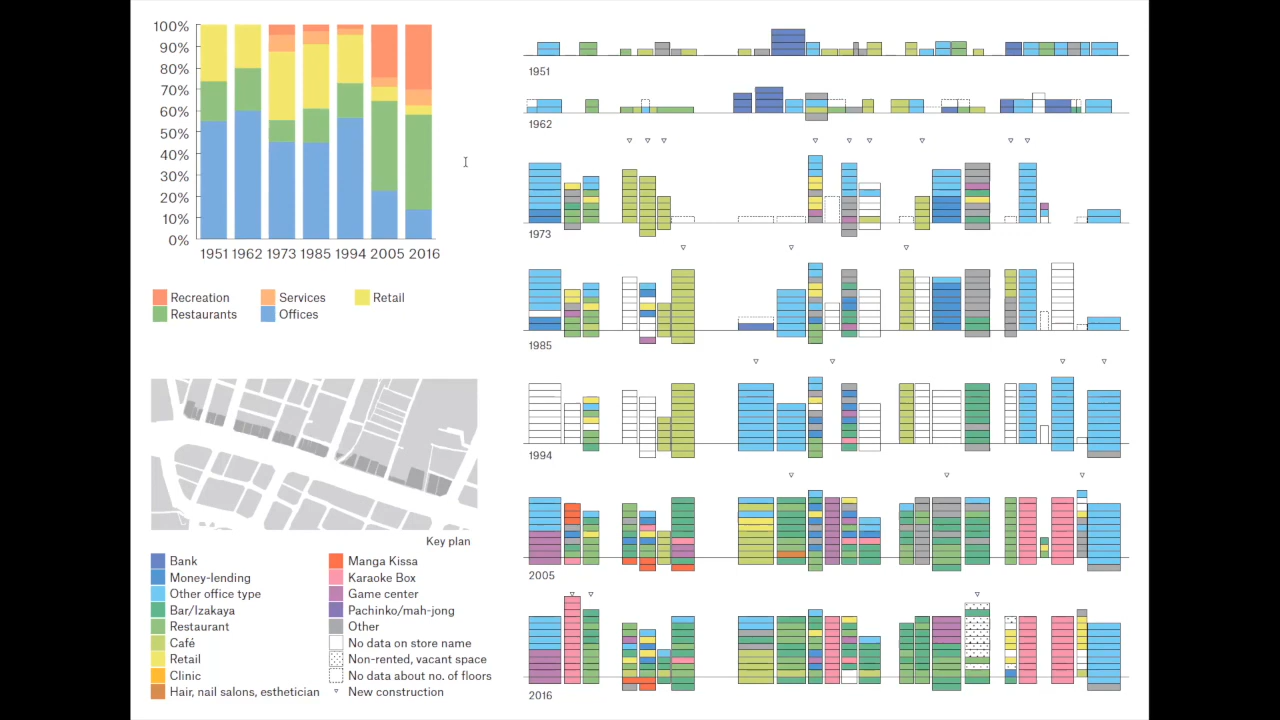 100%
90%
80%
70%
60%
50%
40%
30%
20%
10%
0%
1951 1962 1973 1985 1994 2005 2016
Recreation Services Retail
Restaurants Offices
Key plan
Bank
Money-lending
Other office type
Bar/Izakaya
Restaurant
Café
Retail
Clinic
Hair, nail salons, esthetician
Manga Kissa
Karaoke Box
Game center
Pachinko/mah-jong
Other
No data on store name
Non-rented, vacant space
No data about no. of floors
New construction
1951
1962
1973
1985
1994
2005
2016